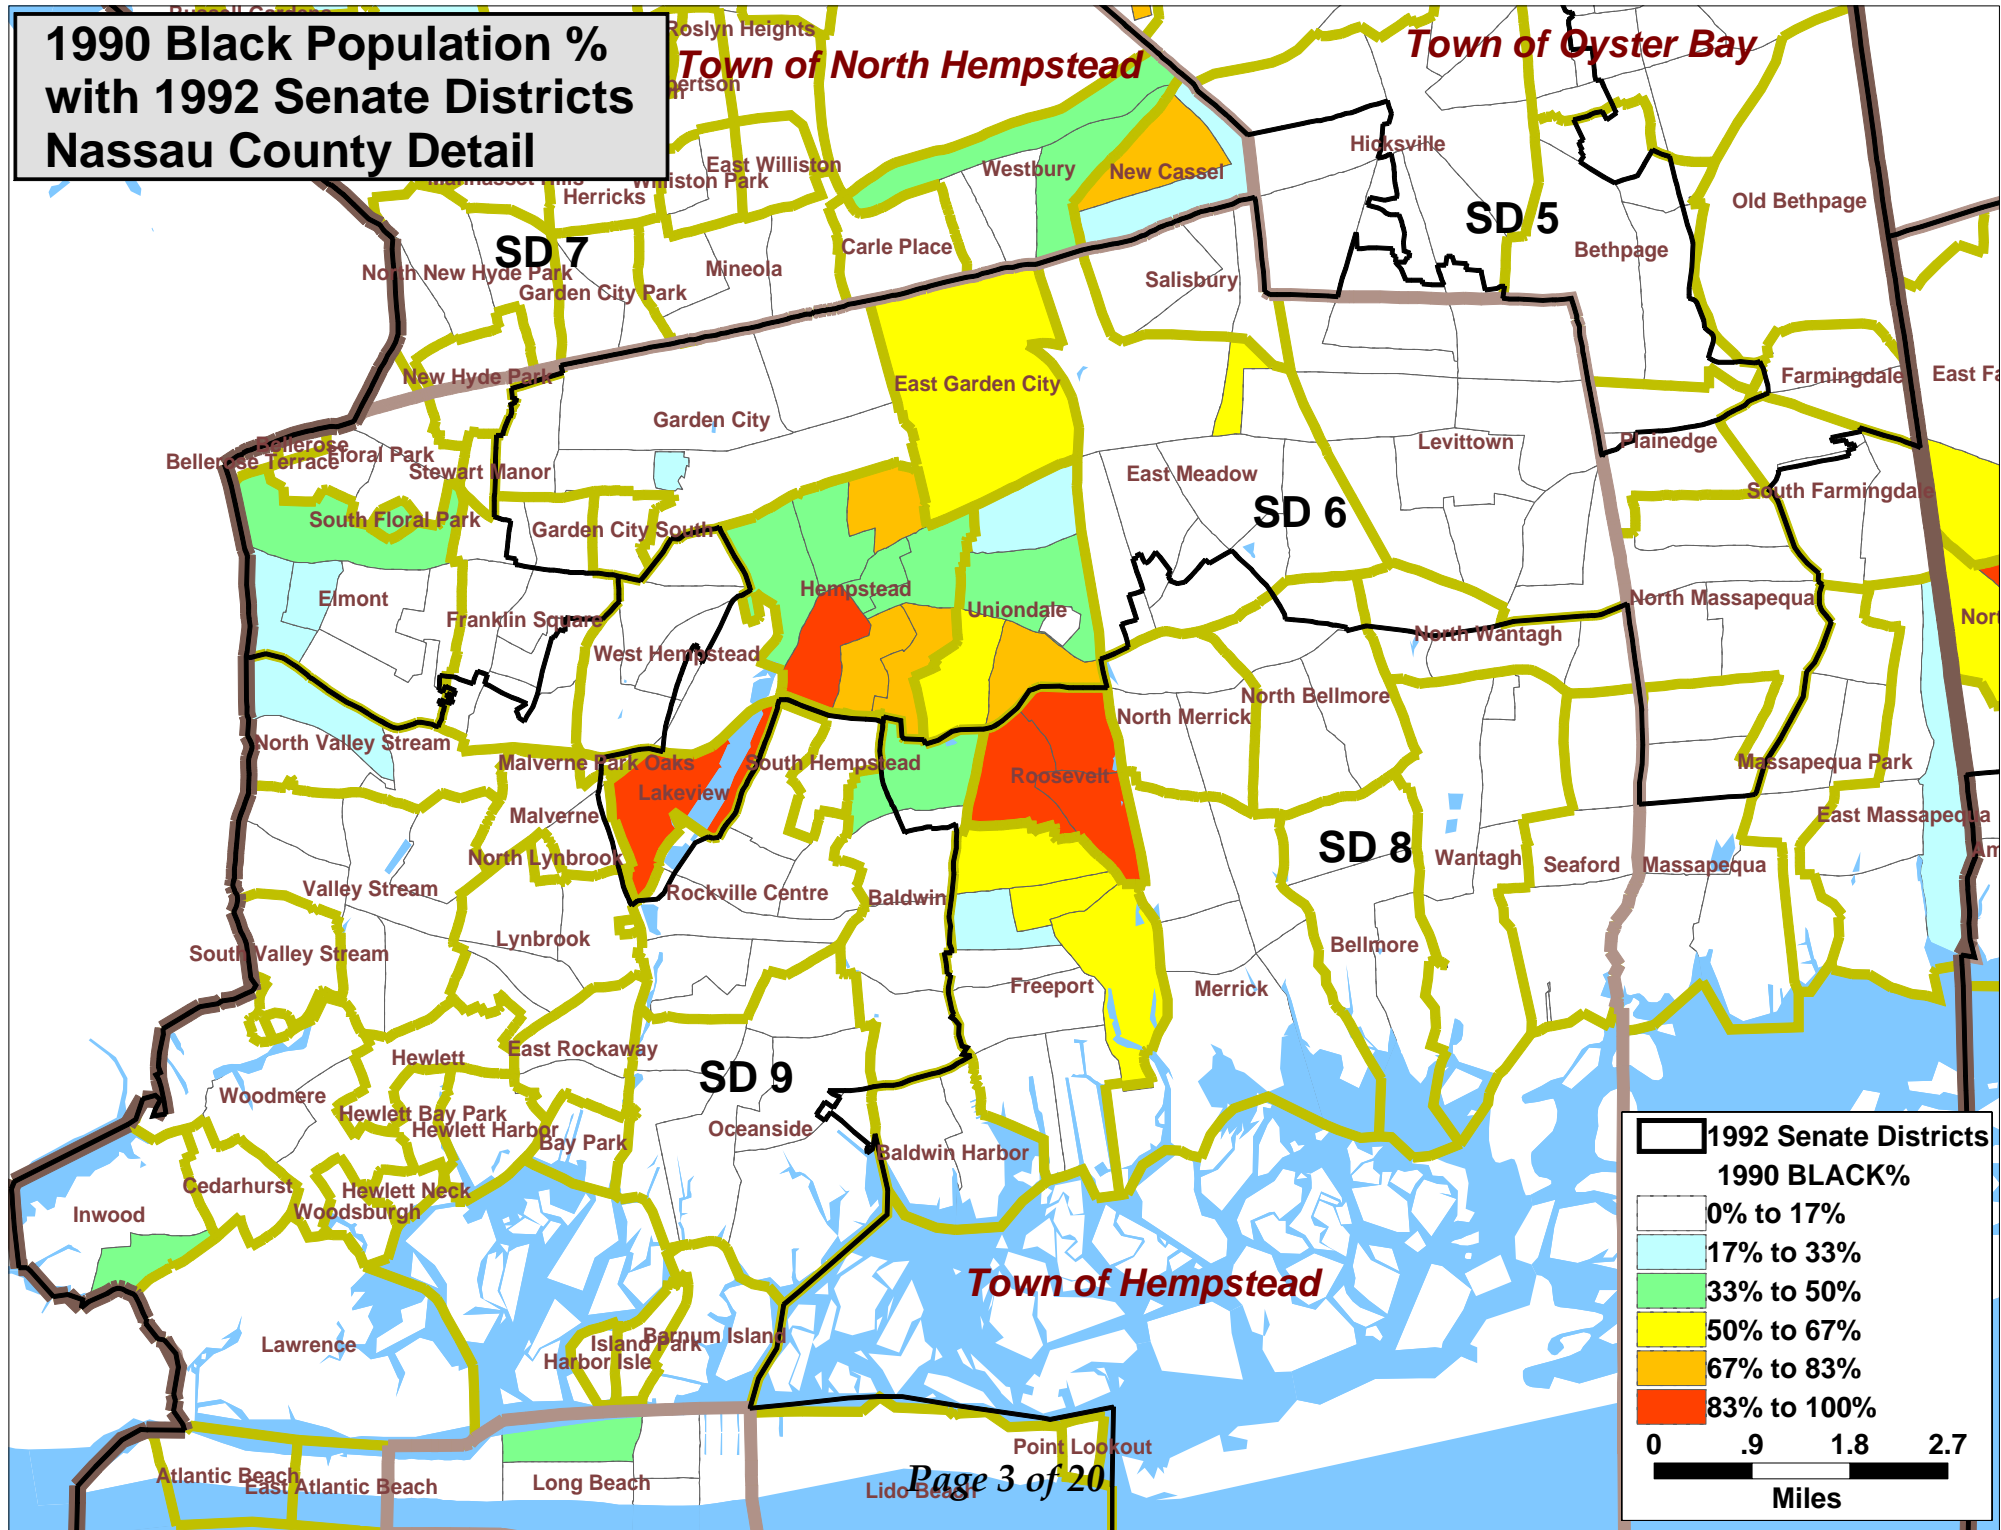 1990 Black Population %
with 1992 Senate Districts
Nassau County Detail
Roslyn Heights
Town of North Hempstead
Town of Oyster Bay
East Williston
Williston Park
Herricks
Westbury
New Cassel
Hicksville
Old Bethpage
SD 7
SD 5
North New Hyde Park
Garden City Park
Mineola
Carle Place
Salisbury
Bethpage
New Hyde Park
East Garden City
Farmingdale
Garden City
Bellerose
Bellerose Terrace
Floral Park
Stewart Manor
East Meadow
Levittown
Plainedge
South Farmingdale
South Floral Park
Garden City South
SD 6
Elmont
Franklin Square
Hempstead
Uniondale
North Massapequa
West Hempstead
North Wantagh
North Merrick
North Bellmore
North Valley Stream
Malverne Park Oaks
South Hempstead
Roosevelt
Massapequa Park
Lakeview
Malverne
East Massapequa
North Lynbrook
SD 8
Wantagh
Seaford
Massapequa
Valley Stream
Rockville Centre
Baldwin
South Valley Stream
Lynbrook
Bellmore
Freeport
Merrick
Hewlett
East Rockaway
SD 9
Woodmere
Hewlett Bay Park
Hewlett Harbor
Bay Park
Oceanside
Baldwin Harbor
Cedarhurst
Hewlett Neck
Woodsburgh
Inwood
Town of Hempstead
Lawrence
Island Park
Barnum Island
Harbor Isle
Point Lookout
Atlantic Beach
East Atlantic Beach
Long Beach
Lido Beach
Page 3 of 20
1992 Senate Districts
1990 BLACK%
0% to 17%
17% to 33%
33% to 50%
50% to 67%
67% to 83%
83% to 100%
0 .9 1.8 2.7
Miles